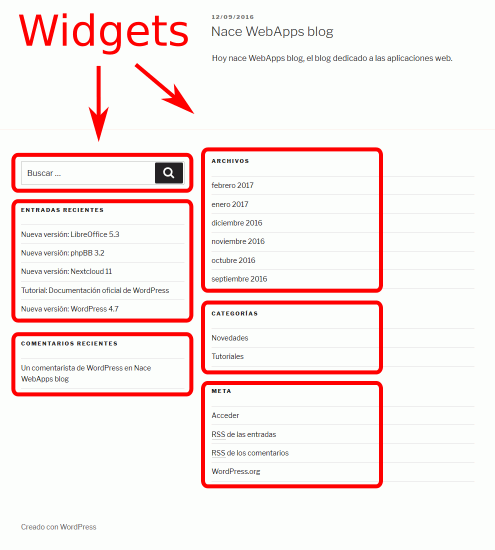 Widgets
12/09/2016
Nace WebApps blog
Hoy nace WebApps blog, el blog dedicado a las aplicaciones web.
Buscar ...
ENTRADAS RECIENTES
Nueva versión: LibreOffice 5.3
Nueva versión: phpBB 3.2
Nueva versión: Nextcloud 11
Tutorial: Documentación oficial de WordPress
Nueva versión: WordPress 4.7
COMENTARIOS RECIENTES
Un comentarista de WordPress en Nace
WebApps blog
ARCHIVOS
febrero 2017
enero 2017
diciembre 2016
noviembre 2016
octubre 2016
septiembre 2016
CATEGORÍAS
Novedades
Tutoriales
META
Acceder
RSS de las entradas
RSS de los comentarios
WordPress.org
Creado con WordPress